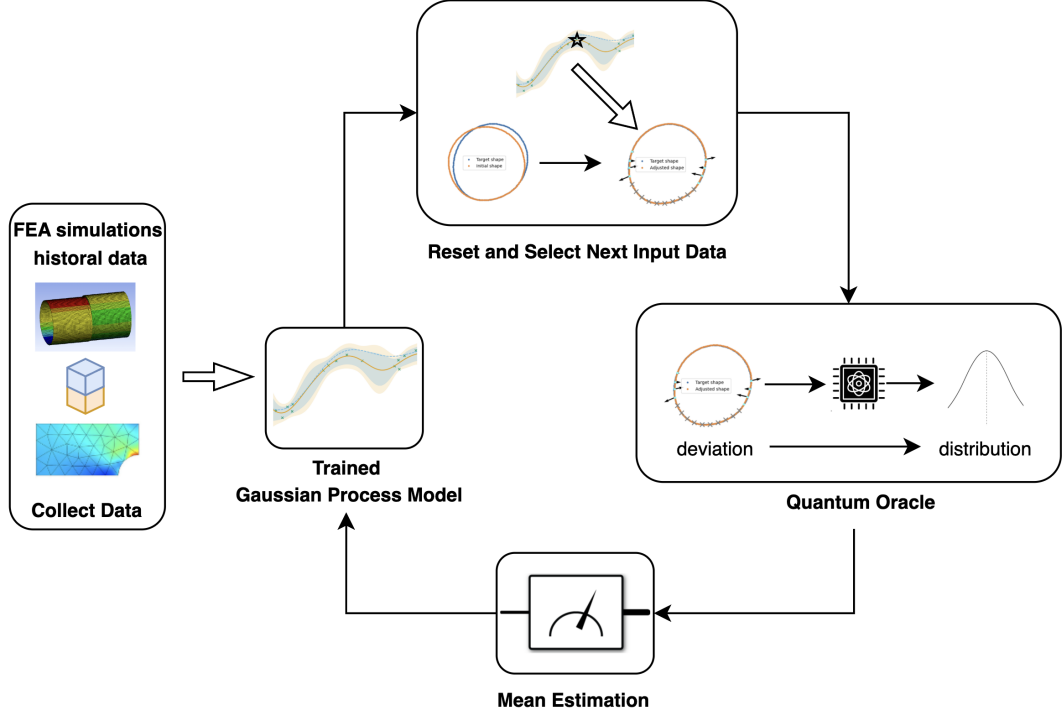 Target shape
Initial shape
Target shape
Adjusted shape
Reset and Select Next Input Data
FEA simulations
historal data
Collect Data
Trained
Gaussian Process Model
Target shape
Adjusted shape
deviation
distribution
Quantum Oracle
Mean Estimation